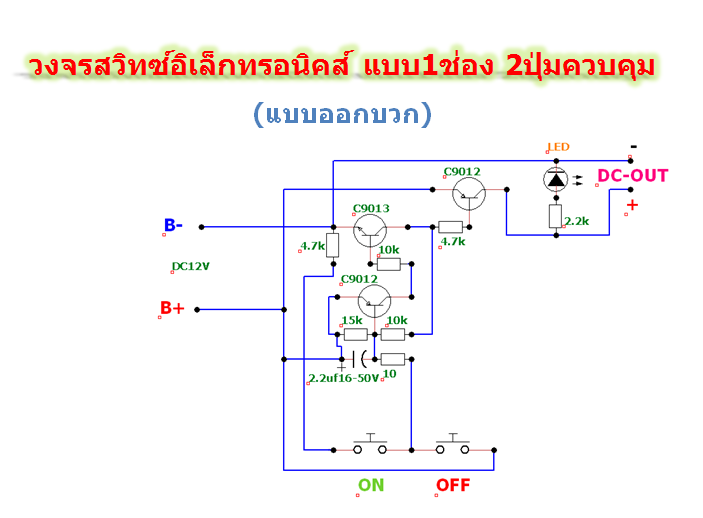 วงจรสวิทซ์อิเล็กทรอนิคส์ แบบ1ช่อง 2ปุ่มควบคุม
(แบบออกบวก)
LED
-
C9012
DC-OUT
+
C9013
B-
2.2k
4.7k
10k
4.7k
DC12V
C9012
B+
15k
10k
+
2.2uf16-50V
10
ON
OFF